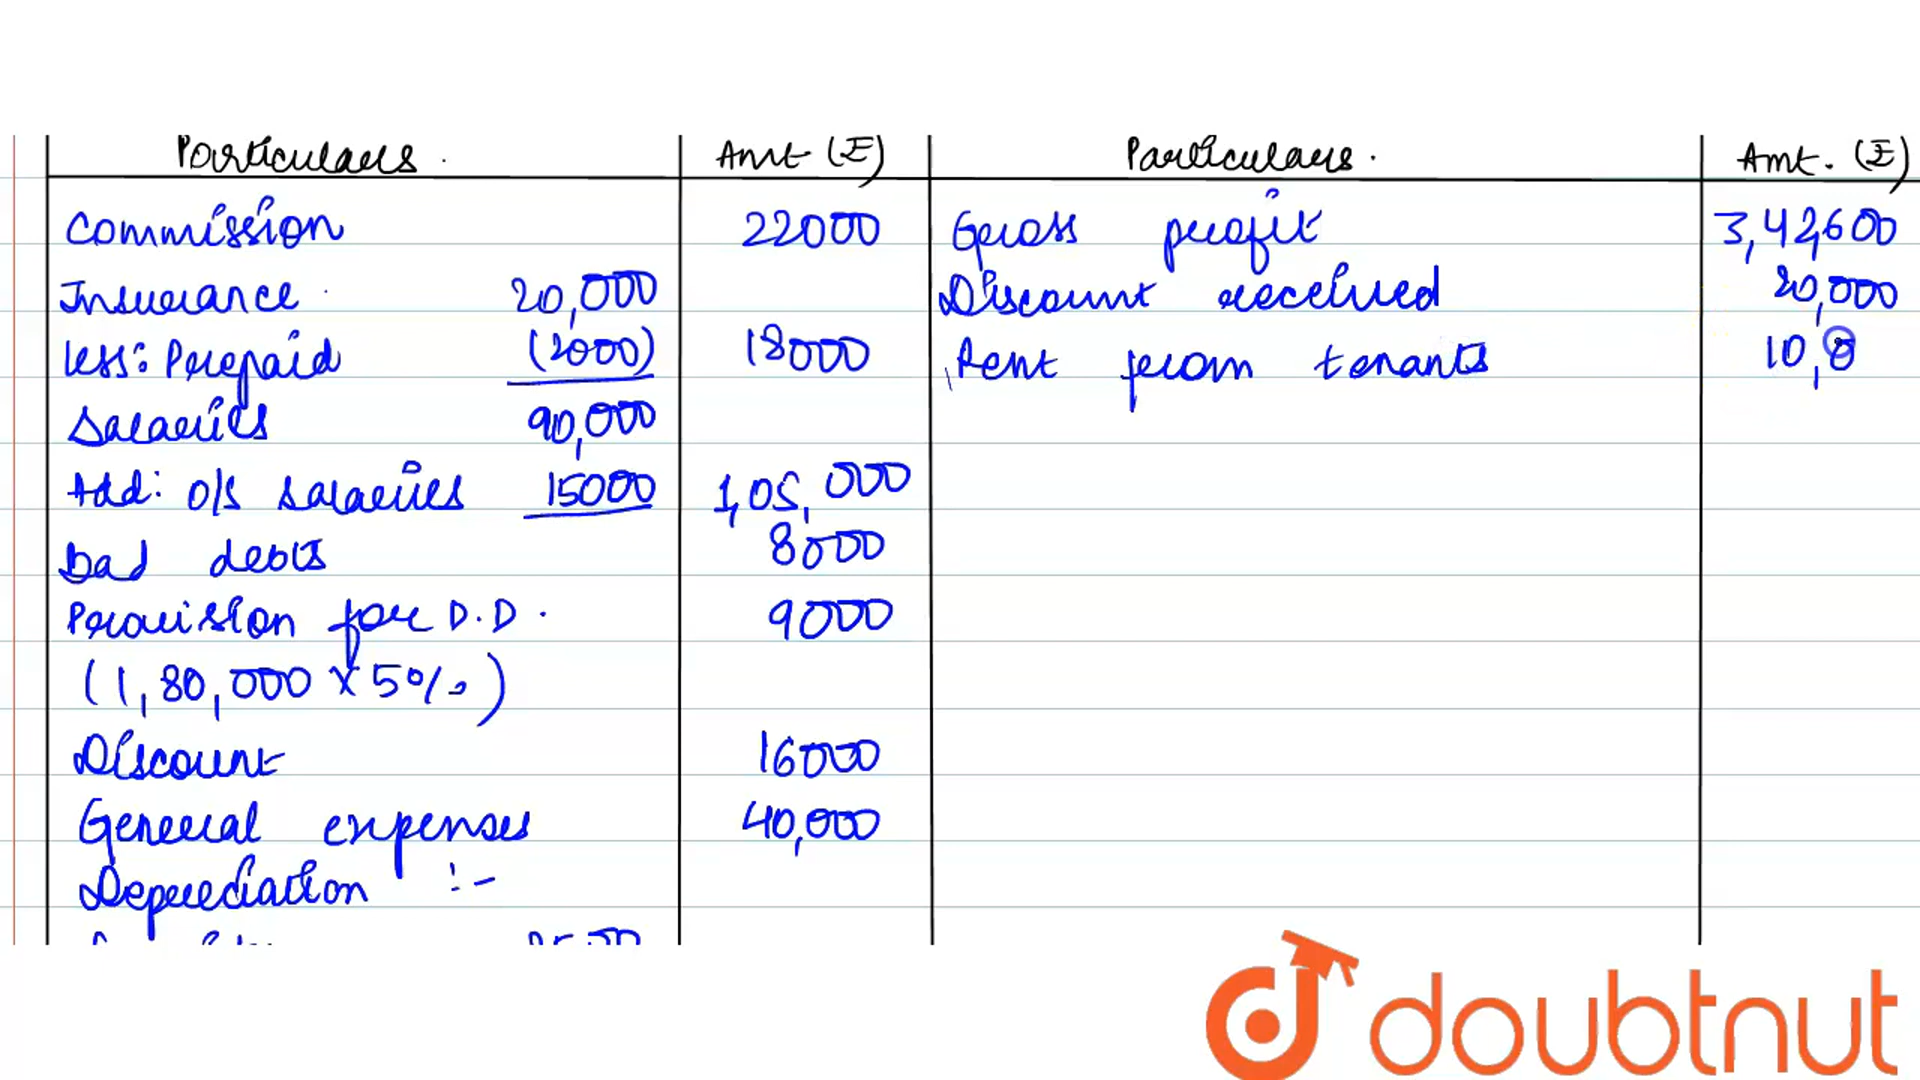 Particulars. Amt (₹) Particulars. Amt. (₹)
Commission 22000 Gross profit 3,42,600
Insurance 20,000 Discount received 20,000
Less: Prepaid (2000) 18000 Rent from tenants 10,0
Salaries 90,000
Add: o/s salaries 15000 1,05,000
Bad debts 8000
Provision for D.D. 9000
(1,80,000 x 5%)
Discount 16000
General expenses 40,000
Depreciation :-
doubtnut